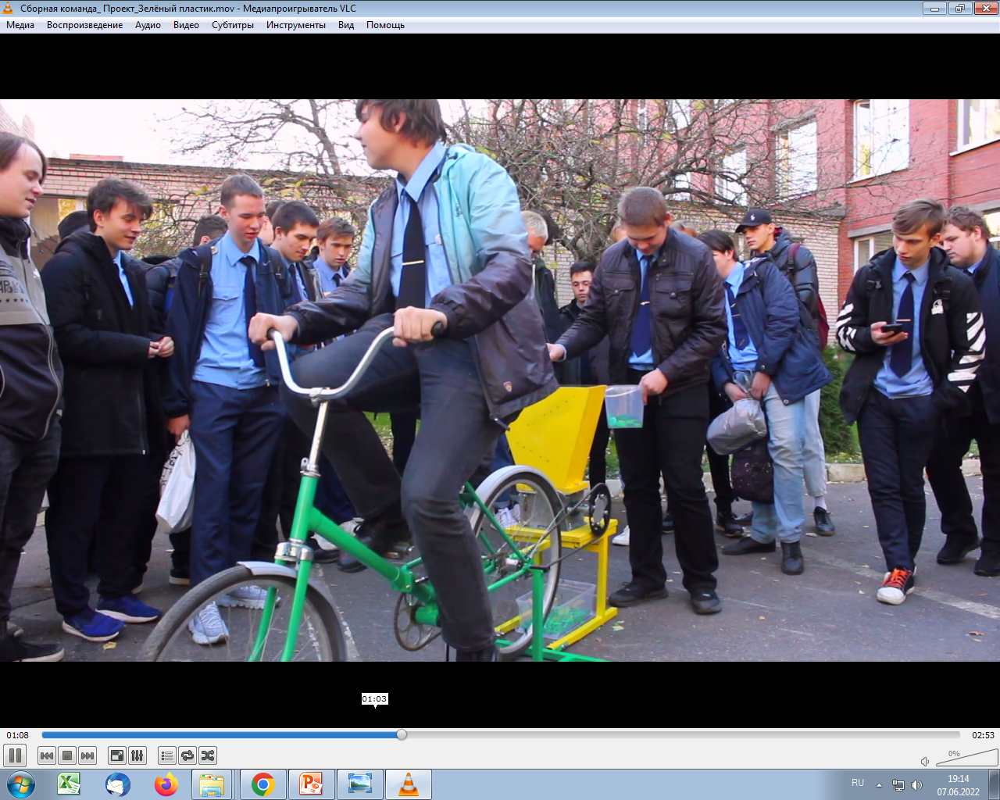 Сборная команда_ Проект_Зелёный пластик.mov - Медиапроигрыватель VLC
Медиа Воспроизведение Аудио Видео Субтитры Инструменты Вид Помощь
01:03
01:08 02:53
0%
RU
19:14
07.06.2022